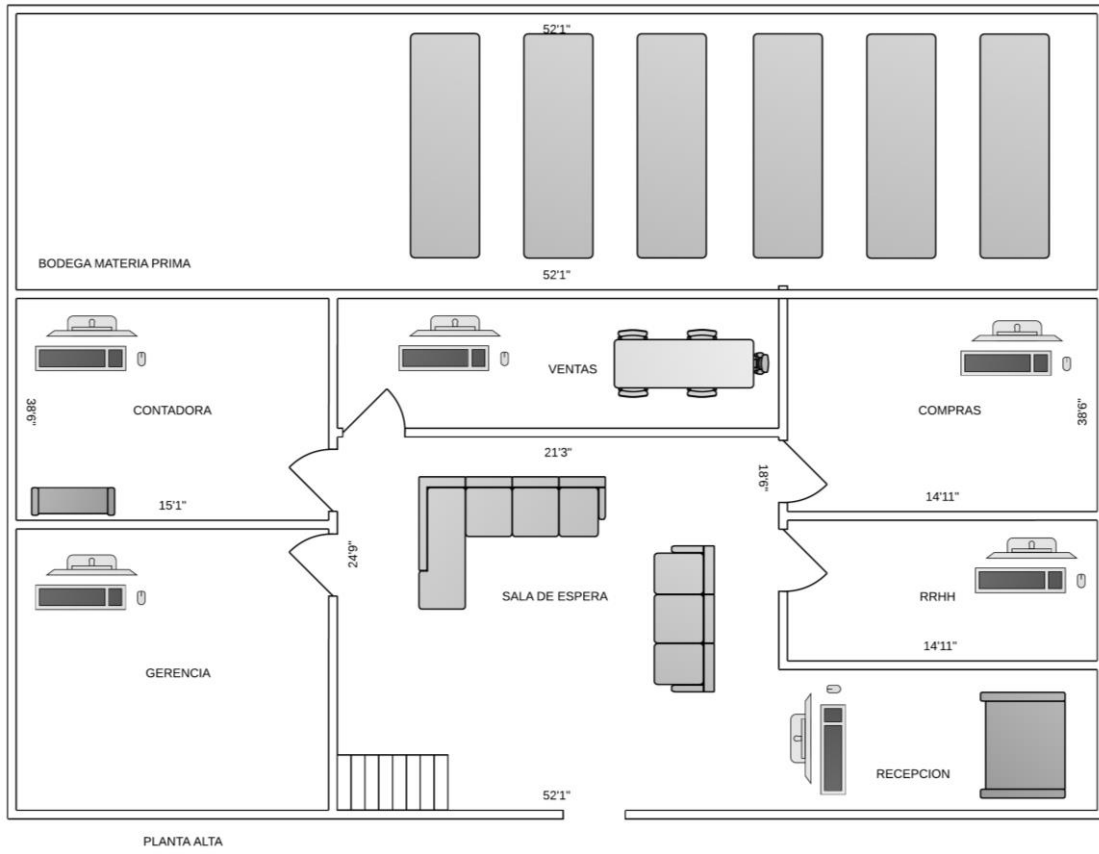 52'1"
BODEGA MATERIA PRIMA
52'1"
VENTAS
CONTADORA
COMPRAS
38'6"
38'6"
21'3"
18'6"
15'1"
14'11"
24'9"
SALA DE ESPERA
RRHH
14'11"
GERENCIA
RECEPCION
52'1"
PLANTA ALTA